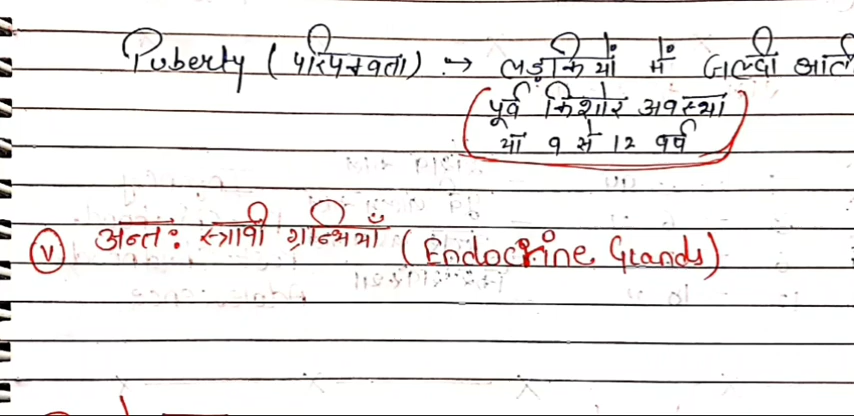 Puberty (परिपक्वता) :→ लड़कियों में जल्दी आती
(पूर्व किशोर अवस्था
या 9 से 12 वर्ष)
(v) अन्तः स्त्रावी ग्रन्थियाँ (Endocrine Glands)